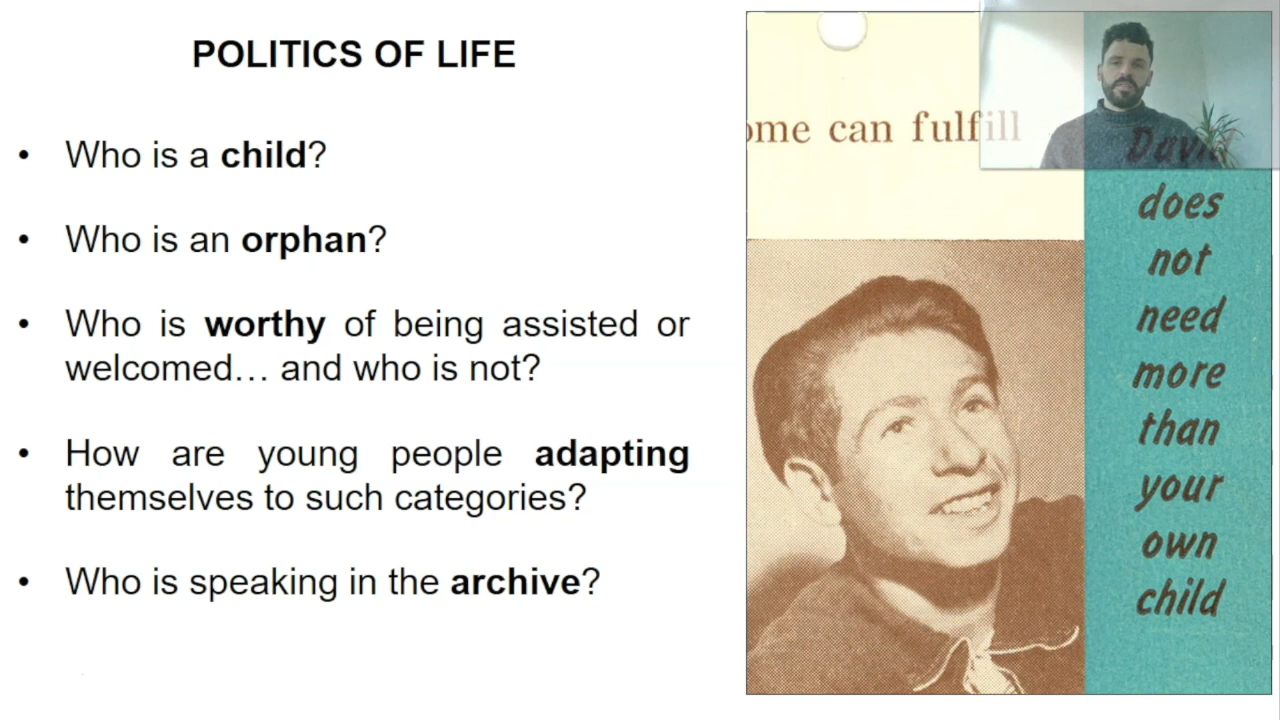 POLITICS OF LIFE
• Who is a child?
• Who is an orphan?
• Who is worthy of being assisted or
welcomed… and who is not?
• How are young people adapting
themselves to such categories?
• Who is speaking in the archive?
ome can fulfill
David
does
not
need
more
than
your
own
child